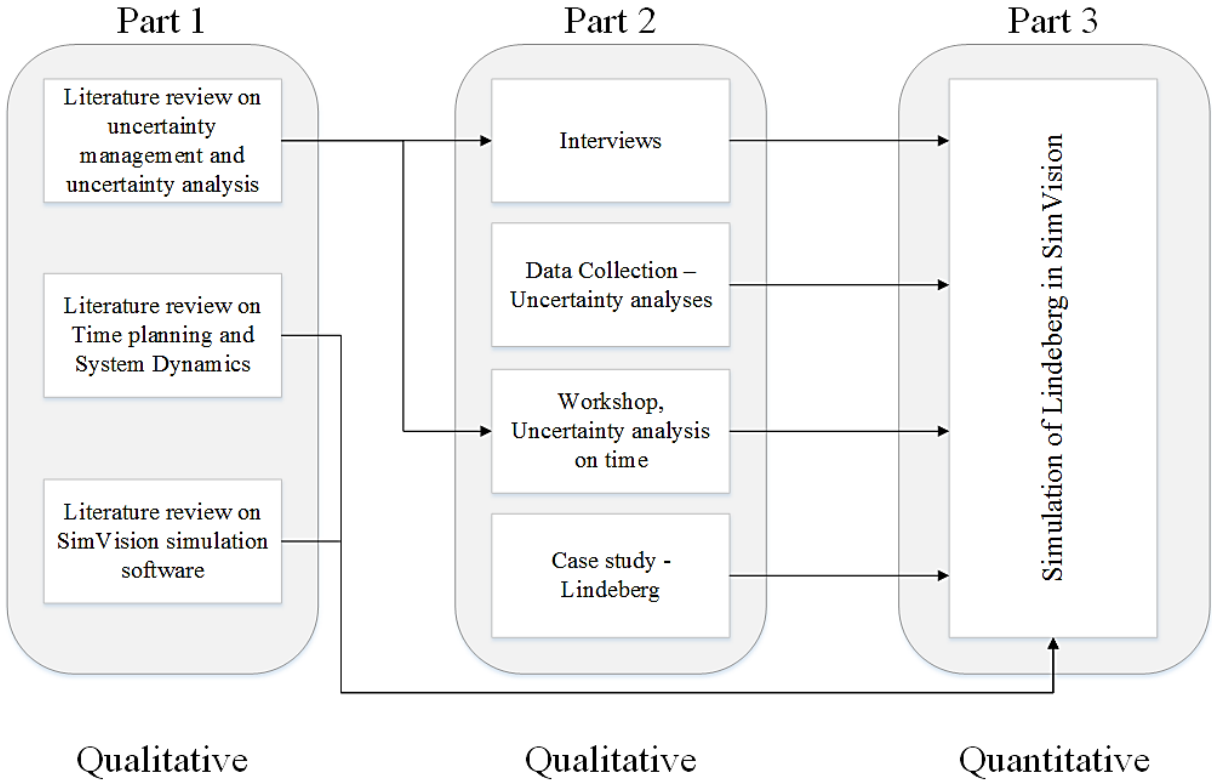 Part 1
Part 2
Part 3
Literature review on
uncertainty
management and
uncertainty analysis
Literature review on
Time planning and
System Dynamics
Literature review on
SimVision simulation
software
Interviews
Data Collection –
Uncertainty analyses
Workshop,
Uncertainty analysis
on time
Case study -
Lindeberg
Simulation of Lindeberg in SimVision
Qualitative
Qualitative
Quantitative